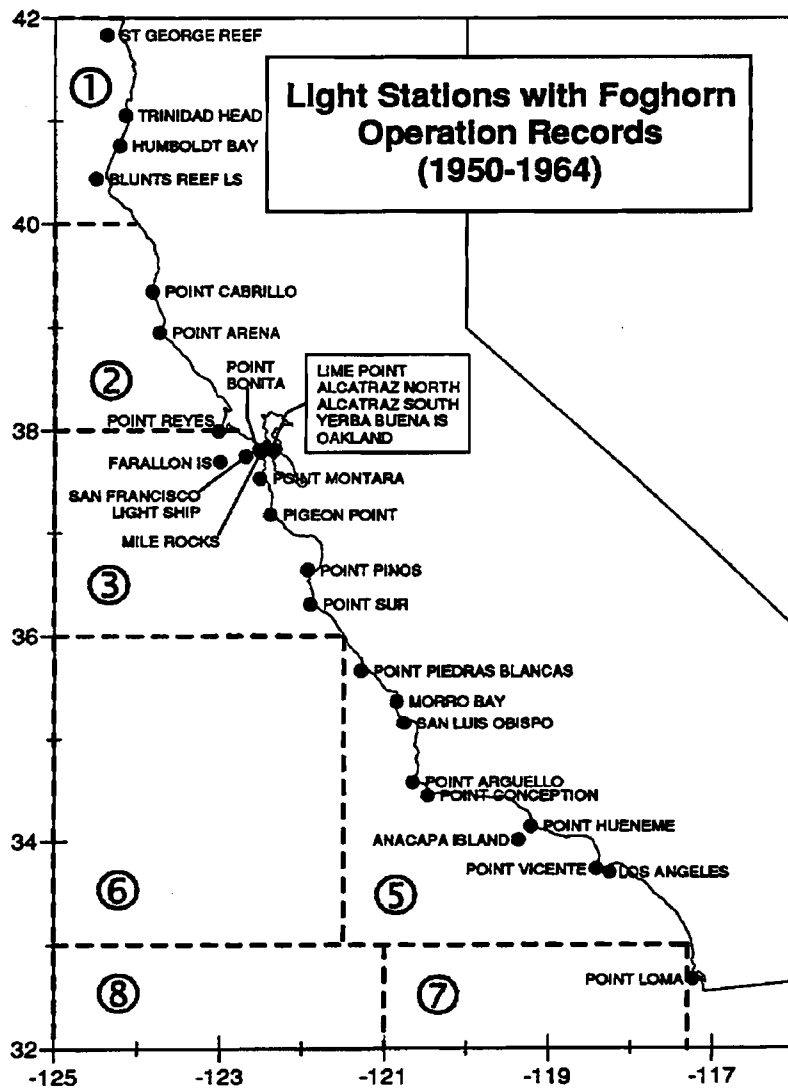 42
ST GEORGE REEF
①
Light Stations with Foghorn
Operation Records
(1950-1964)
TRINIDAD HEAD
HUMBOLDT BAY
BLUNTS REEF LS
40
POINT CABRILLO
POINT ARENA
②
POINT
BONITA
LIME POINT
ALCATRAZ NORTH
ALCATRAZ SOUTH
YERBA BUENA IS
OAKLAND
POINT REYES
38
FARALLON IS
POINT MONTARA
SAN FRANCISCO
LIGHT SHIP
PIGEON POINT
MILE ROCKS
③
POINT PINOS
POINT SUR
36
POINT PIEDRAS BLANCAS
MORRO BAY
SAN LUIS OBISPO
POINT ARGUELLO
POINT CONCEPTION
POINT HUENEME
34
ANACAPA ISLAND
POINT VICENTE
LOS ANGELES
⑥
⑤
POINT LOMA
⑧
⑦
32
-125
-123
-121
-119
-117